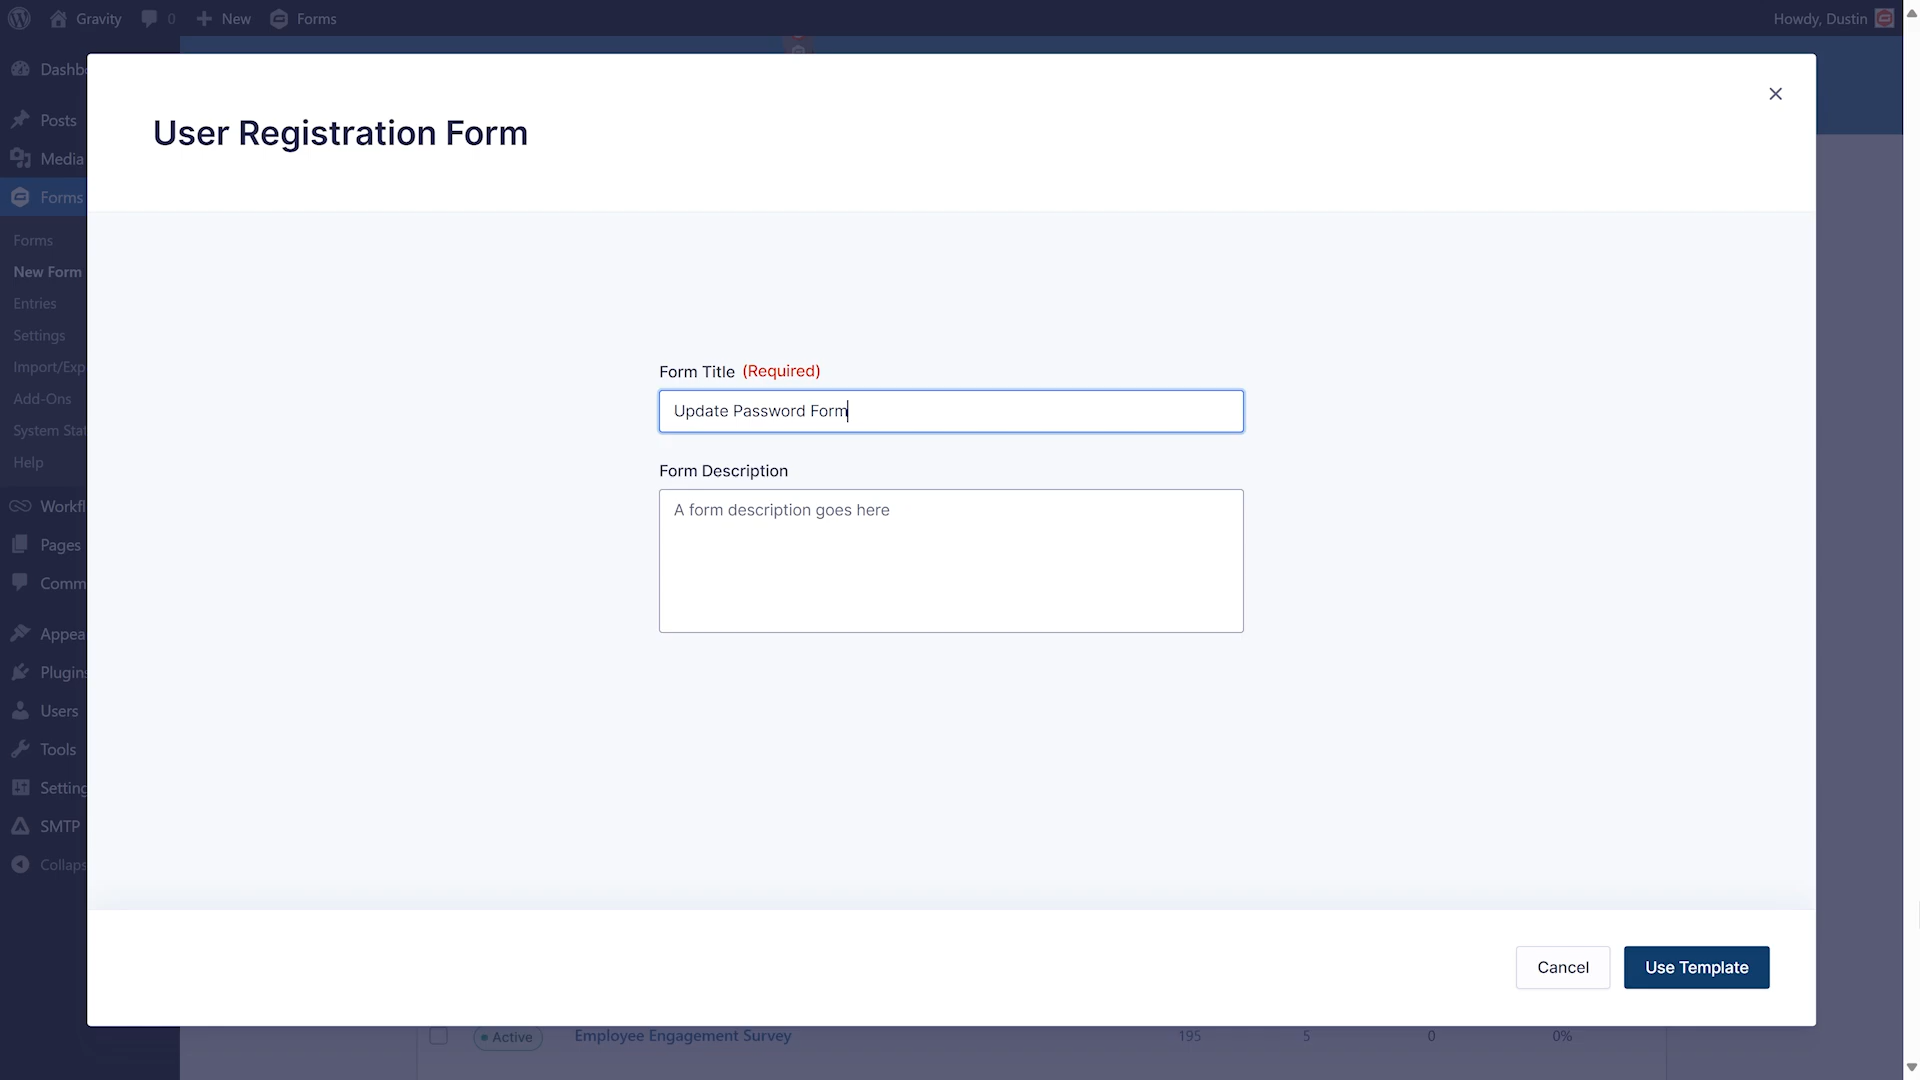 Gravity
0
New
Forms
Howdy, Dustin
Dashb
Posts
Media
Forms
Forms
New Form
Entries
Settings
Import/Exp
Add-Ons
System Stat
Help
Workfl
Pages
Comm
Appea
Plugins
Users
Tools
Setting
SMTP
Collaps
User Registration Form
Form Title (Required)
Update Password Form
Form Description
A form description goes here
Cancel
Use Template
Active
Employee Engagement Survey
195
5
0
0%